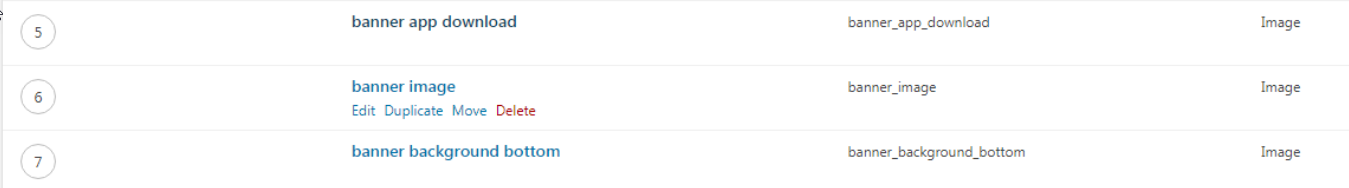 5 banner app download banner_app_download Image
6 banner image banner_image Image
Edit Duplicate Move Delete
7 banner background bottom banner_background_bottom Image